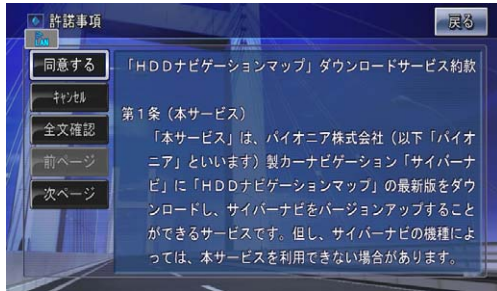 許諾事項
戻る
LAN
同意する
キャンセル
全文確認
前ページ
次ページ
「HDDナビゲーションマップ」ダウンロードサービス約款
第1条（本サービス）
「本サービス」は、パイオニア株式会社（以下「パイオ
ニア」といいます）製カーナビゲーション「サイバーナ
ビ」に「HDDナビゲーションマップ」の最新版をダウ
ンロードし、サイバーナビをバージョンアップすること
ができるサービスです。但し、サイバーナビの機種によ
っては、本サービスを利用できない場合があります。